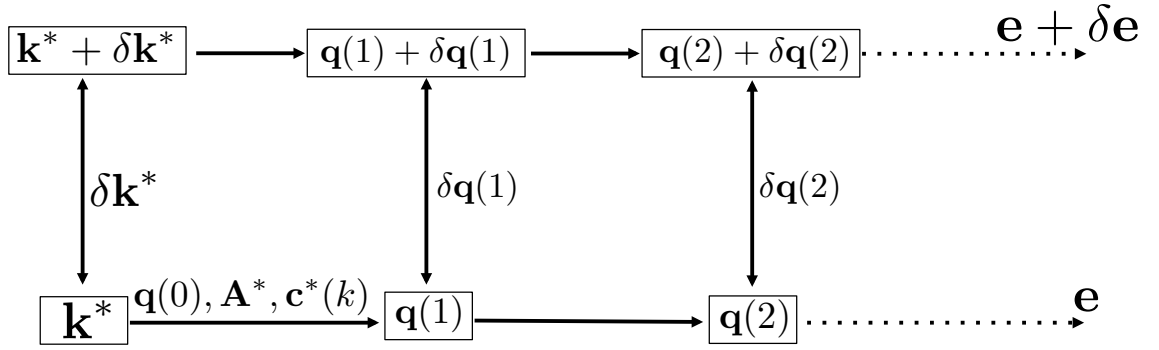 𝐤* + δ𝐤* 𝐪(1) + δ𝐪(1) 𝐪(2) + δ𝐪(2) 𝐞 + δ𝐞
δ𝐤* δ𝐪(1) δ𝐪(2)
𝐤* 𝐪(0), 𝐀*, 𝐜*(k) 𝐪(1) 𝐪(2) 𝐞